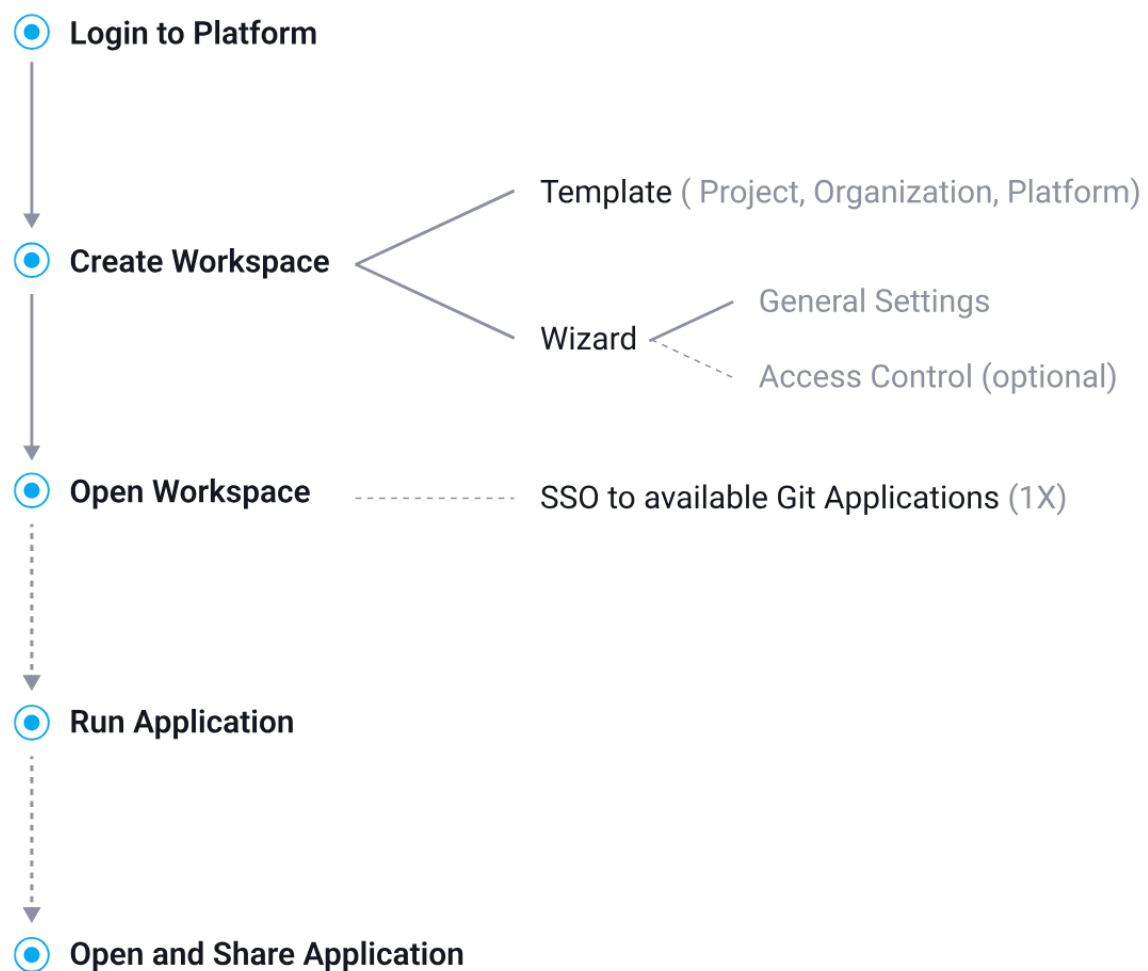 Login to Platform
Template ( Project, Organization, Platform)
Create Workspace
General Settings
Wizard
Access Control (optional)
Open Workspace
SSO to available Git Applications (1X)
Run Application
Open and Share Application